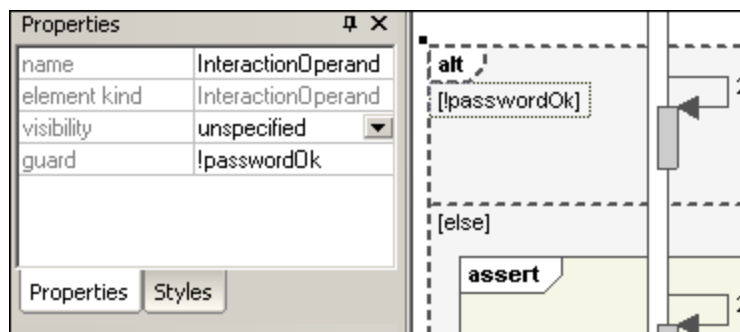 Properties
name InteractionOperand
element kind InteractionOperand
visibility unspecified
guard !passwordOk
Properties Styles
alt
[!passwordOk]
[else]
assert